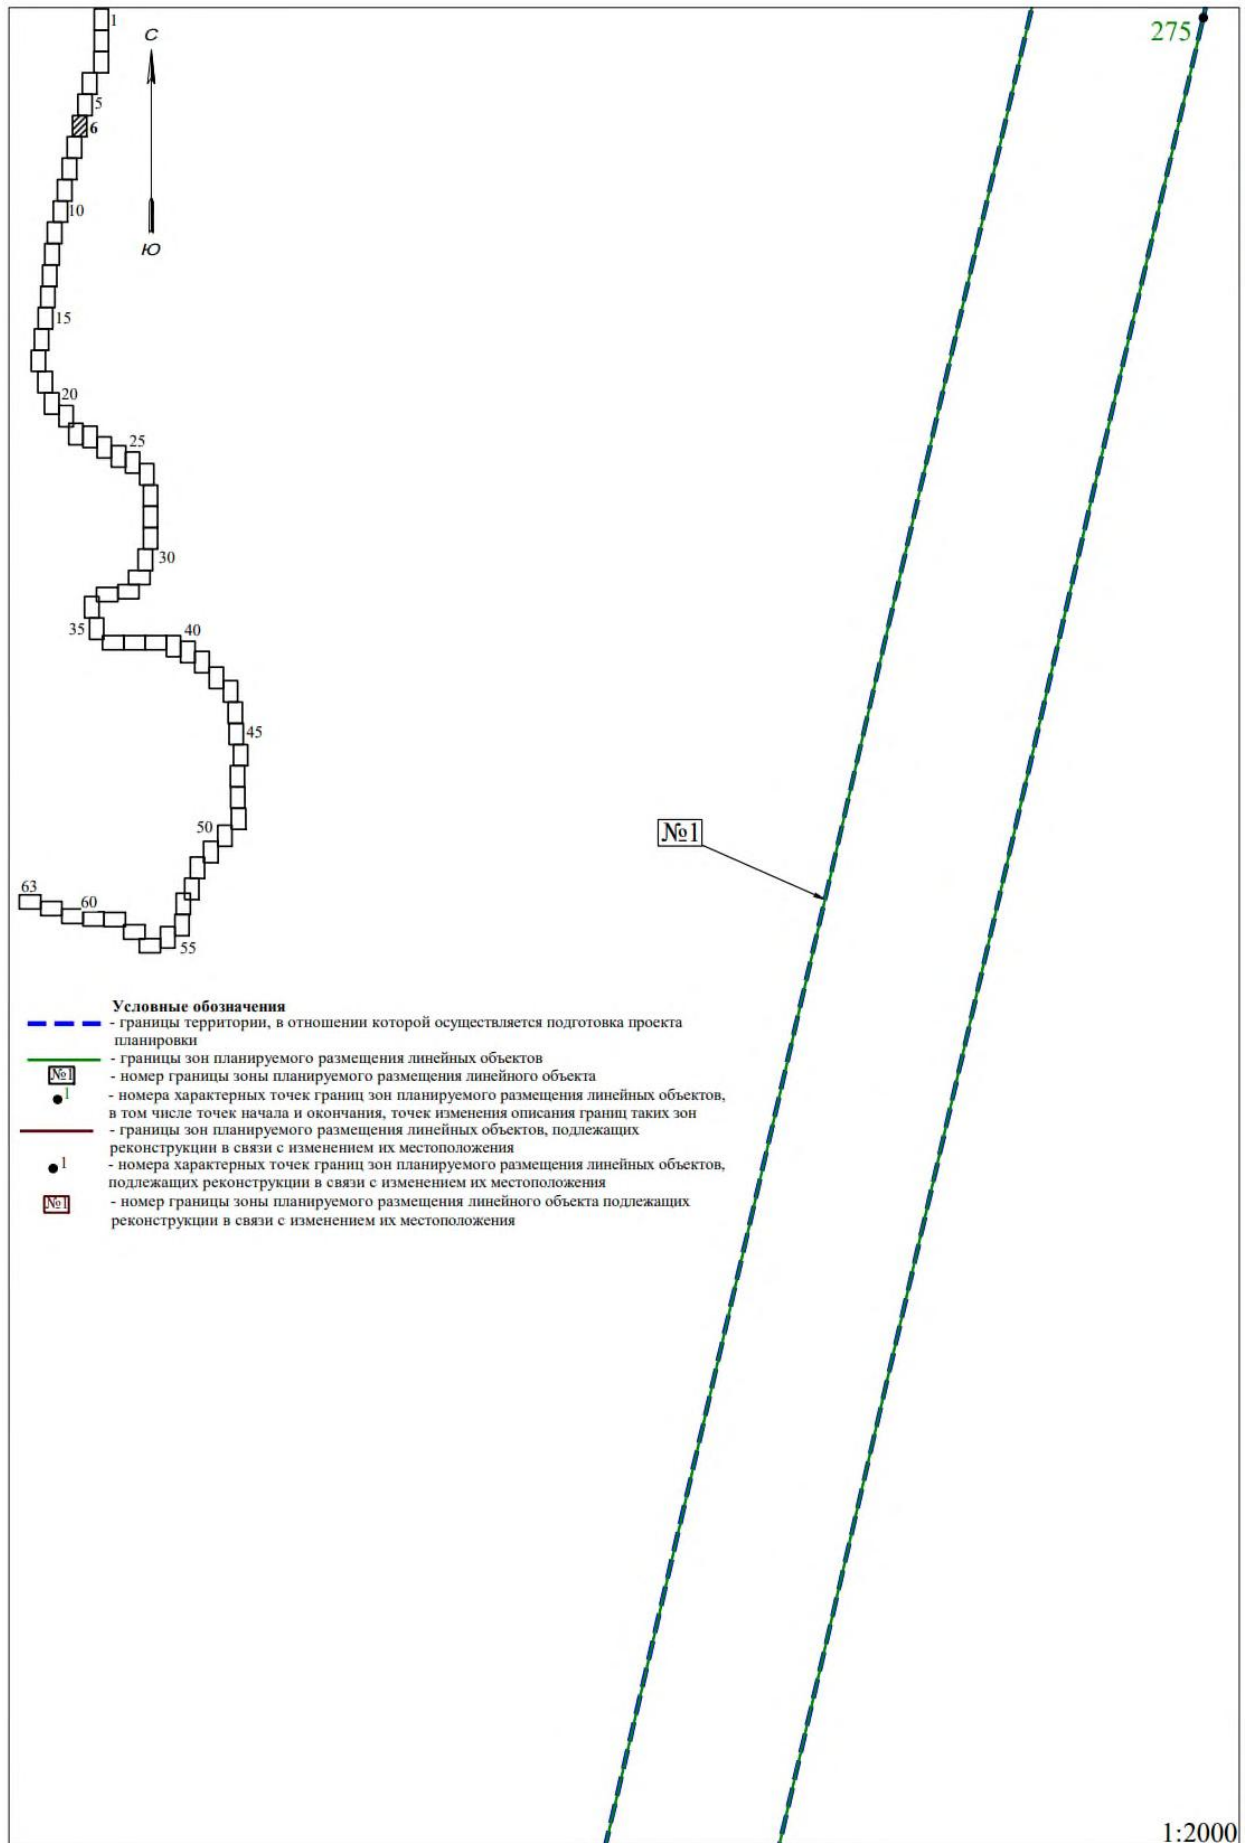 1
275
С
5
6
10
Ю
15
20
25
30
35
40
45
50
№1
63
60
55
Условные обозначения
- границы территории, в отношении которой осуществляется подготовка проекта
планировки
- границы зон планируемого размещения линейных объектов
№1 - номер границы зоны планируемого размещения линейного объекта
1 - номера характерных точек границ зон планируемого размещения линейных объектов,
в том числе точек начала и окончания, точек изменения описания границ таких зон
- границы зон планируемого размещения линейных объектов, подлежащих
реконструкции в связи с изменением их местоположения
1 - номера характерных точек границ зон планируемого размещения линейных объектов,
подлежащих реконструкции в связи с изменением их местоположения
№1 - номер границы зоны планируемого размещения линейного объекта подлежащих
реконструкции в связи с изменением их местоположения
1:2000